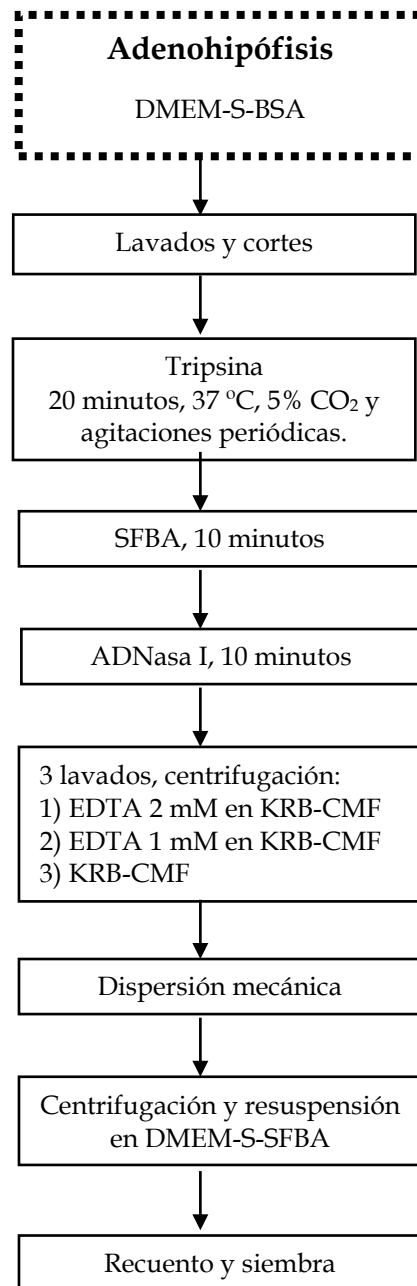 Adenohipófisis
DMEM-S-BSA
Lavados y cortes
Tripsina
20 minutos, 37 ºC, 5% CO₂ y
agitaciones periódicas.
SFBA, 10 minutos
ADNasa I, 10 minutos
3 lavados, centrifugación:
1) EDTA 2 mM en KRB-CMF
2) EDTA 1 mM en KRB-CMF
3) KRB-CMF
Dispersión mecánica
Centrifugación y resuspensión
en DMEM-S-SFBA
Recuento y siembra